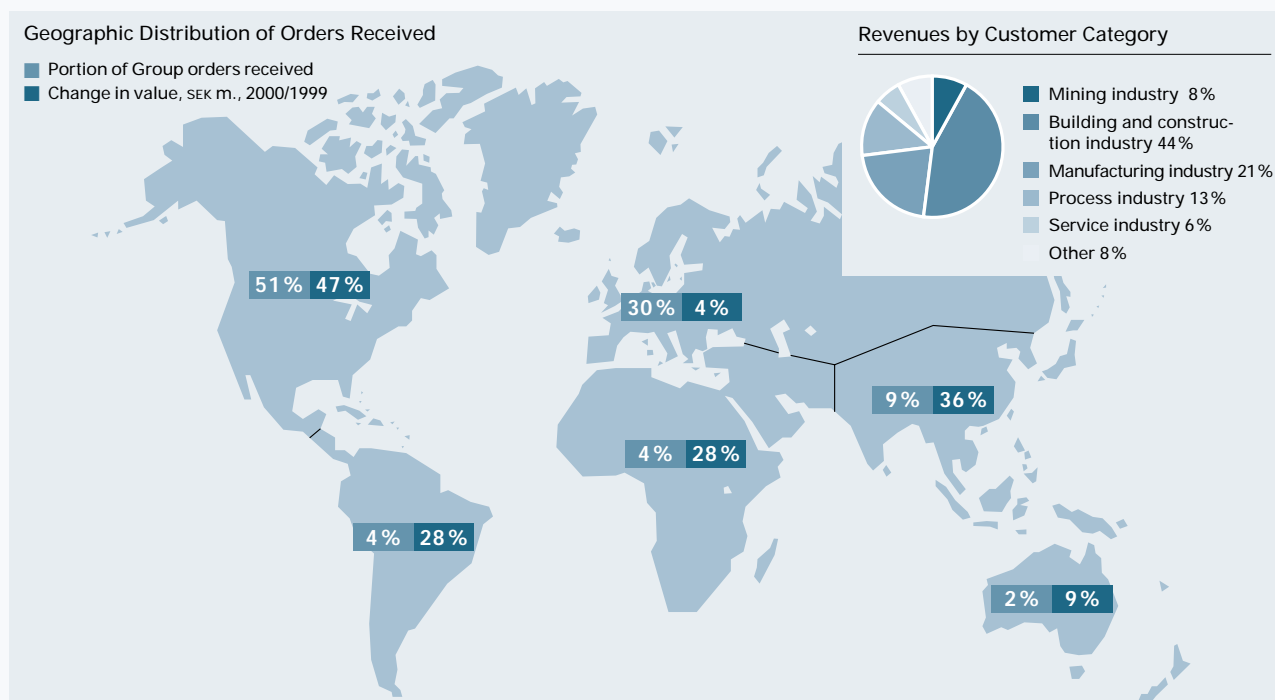 Geographic Distribution of Orders Received
Portion of Group orders received
Change in value, SEK m., 2000/1999
Revenues by Customer Category
Mining industry 8%
Building and construc-
tion industry 44%
Manufacturing industry 21%
Process industry 13%
Service industry 6%
Other 8%
51% 47%
30% 4%
9% 36%
4% 28%
4% 28%
2% 9%